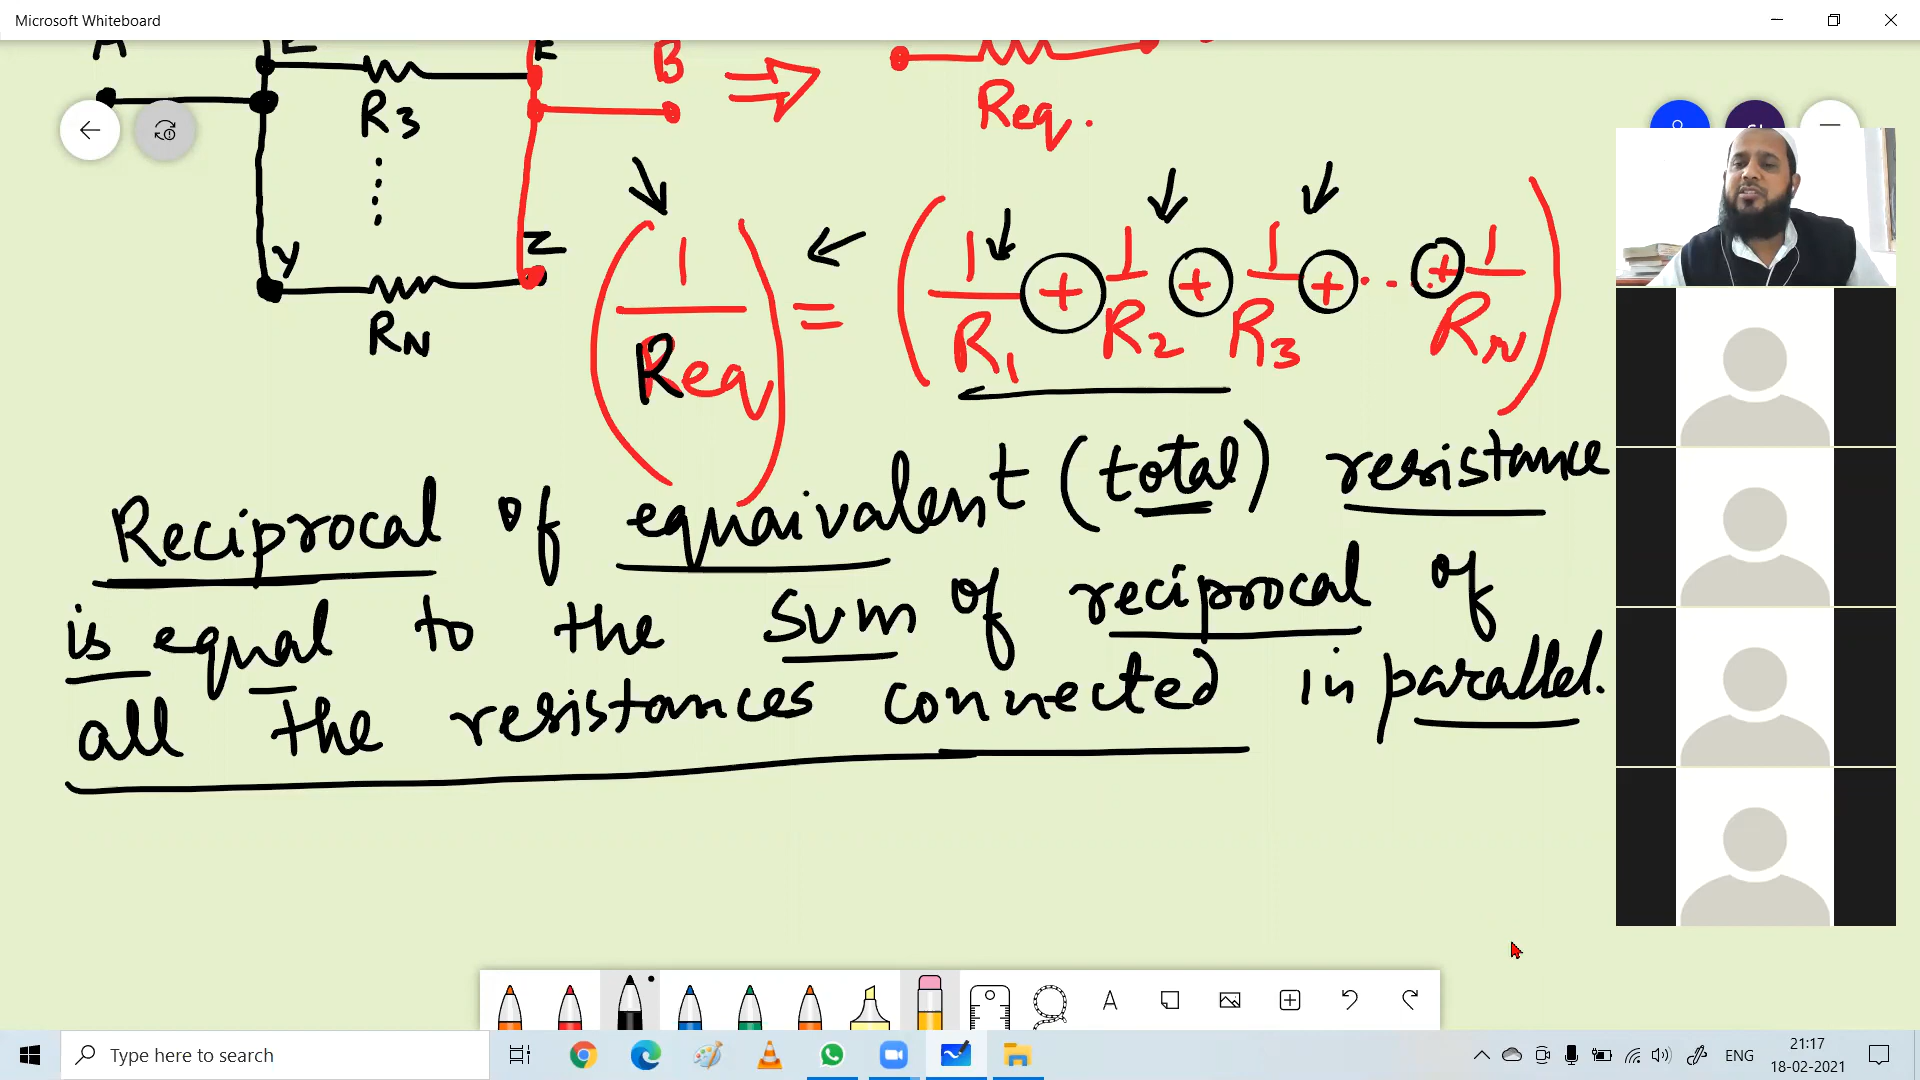 Microsoft Whiteboard
A E E B
R3 Req.
Y Z
RN
1/Req = (1/R1 + 1/R2 + 1/R3 + . . . + 1/RN)
Reciprocal of equaivalent (total) resistance
is equal to the sum of reciprocal of
all the resistances connected in parallel.
A
Type here to search
ENG
21:17
18-02-2021